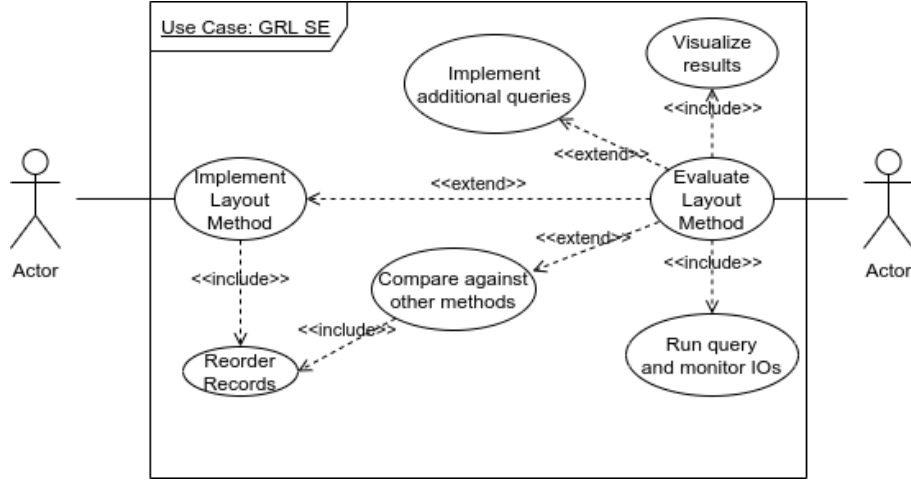 Use Case: GRL SE
Visualize
results
Implement
additional queries
<<include>>
<<extend>>
Implement
Layout
Method
<<extend>>
Evaluate
Layout
Method
<<extend>>
Actor
Actor
<<include>>
Compare against
other methods
<<include>>
<<include>>
Reorder
Records
Run query
and monitor IOs